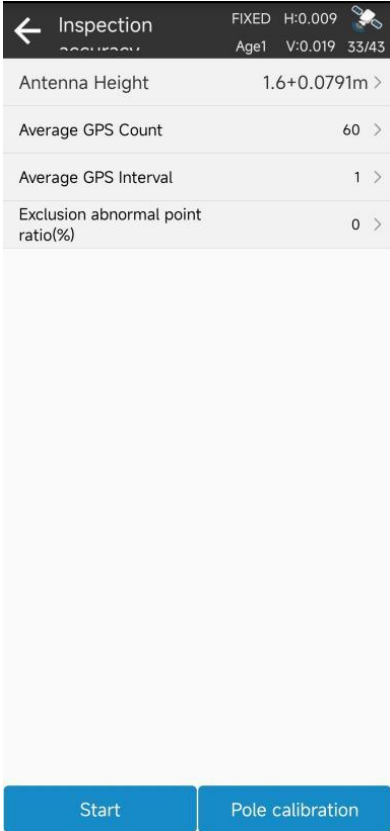 Inspection
FIXED H:0.009
accuracy
Age1 V:0.019 33/43
Antenna Height 1.6+0.0791m >
Average GPS Count 60 >
Average GPS Interval 1 >
Exclusion abnormal point
ratio(%) 0 >
Start Pole calibration